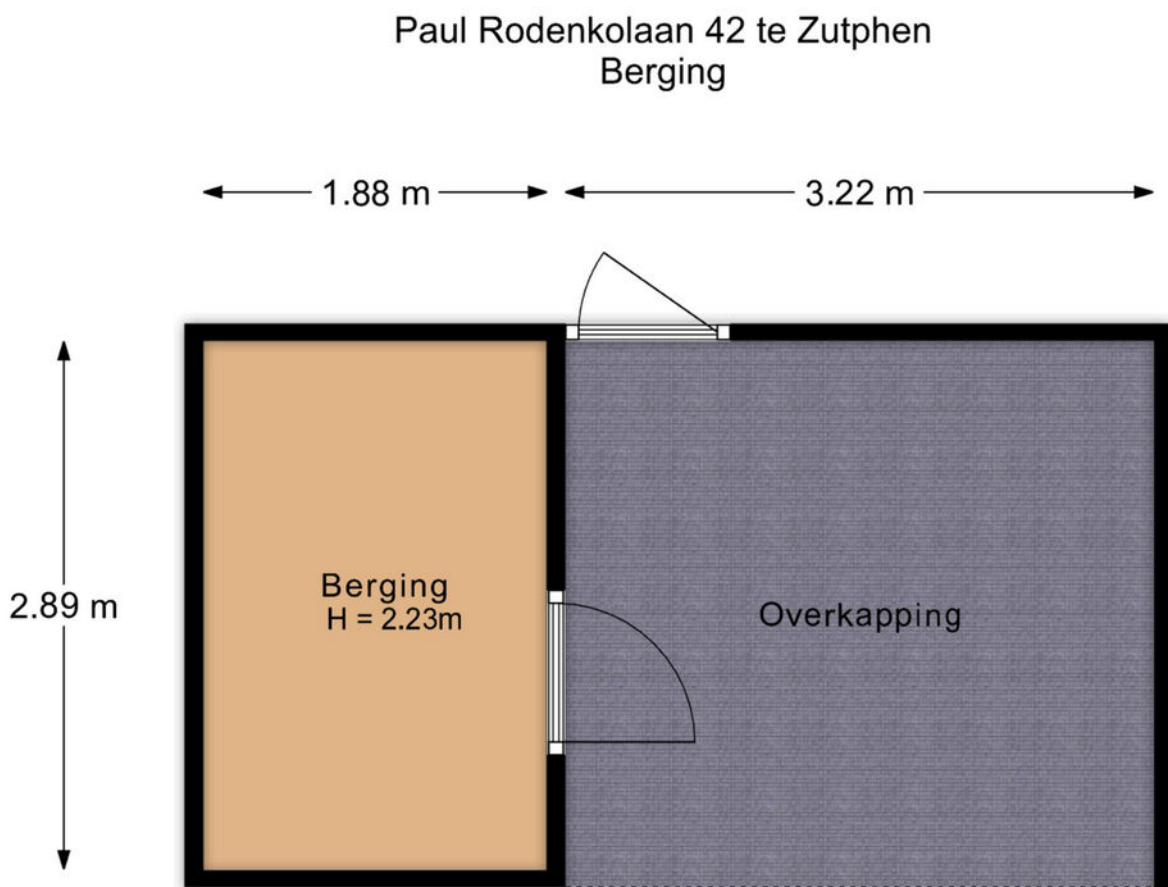 Paul Rodenkolaan 42 te Zutphen
Berging
1.88 m
3.22 m
2.89 m
Berging
H = 2.23m
Overkapping